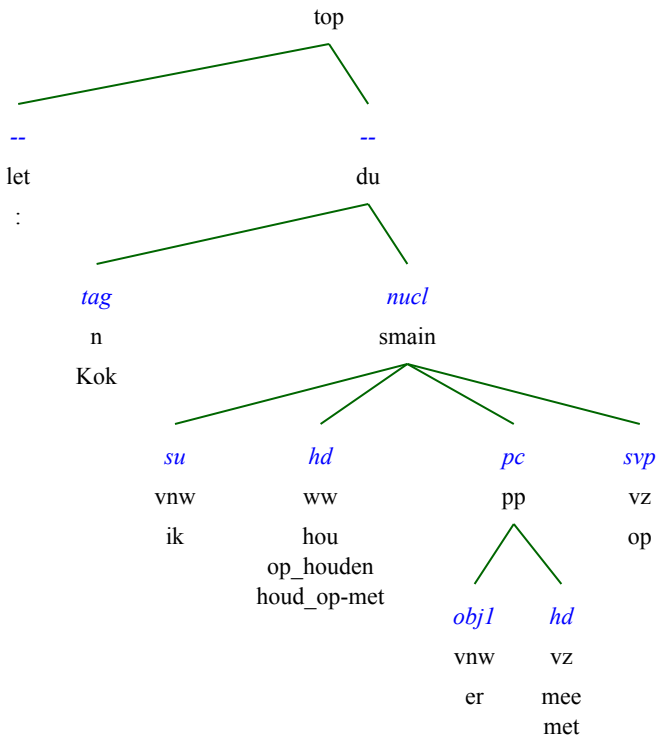 top
-- --
let du
:
tag nucl
n smain
Kok
su hd pc svp
vnw ww pp vz
ik hou op
op_houden
houd_op-met
obj1 hd
vnw vz
er mee
met